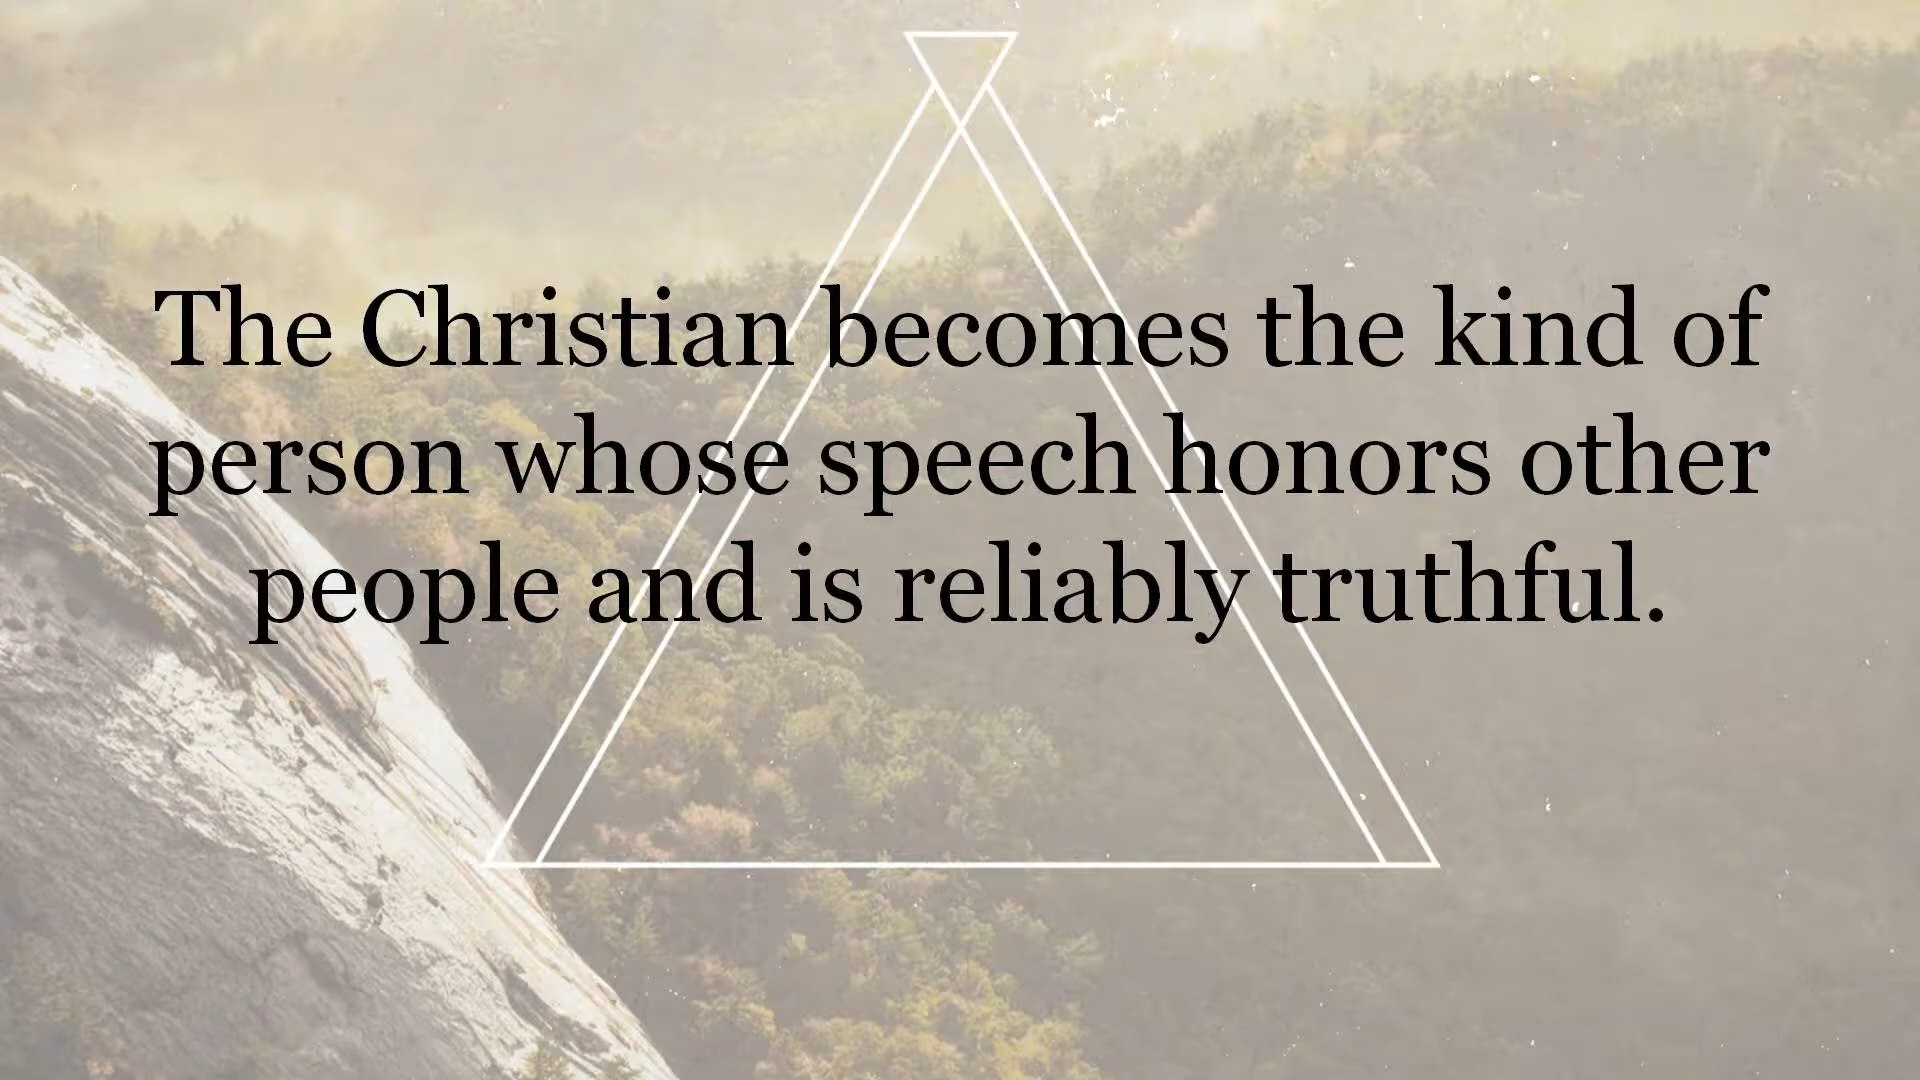 The Christian becomes the kind of
person whose speech honors other
people and is reliably truthful.